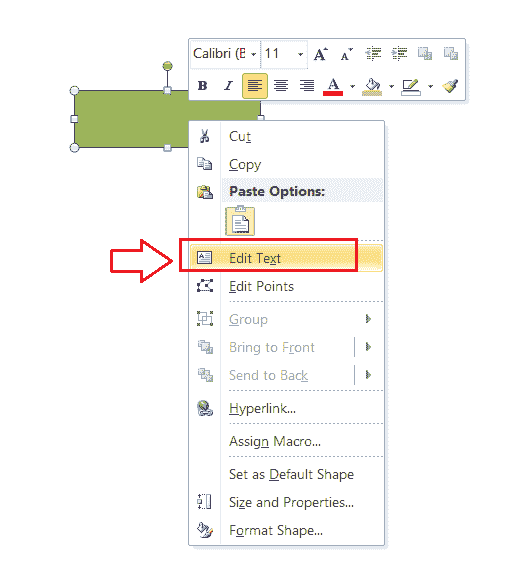 Calibri (E 11 A A
B I A
Cut
Copy
Paste Options:
Edit Text
Edit Points
Group
Bring to Front
Send to Back
Hyperlink...
Assign Macro...
Set as Default Shape
Size and Properties...
Format Shape...